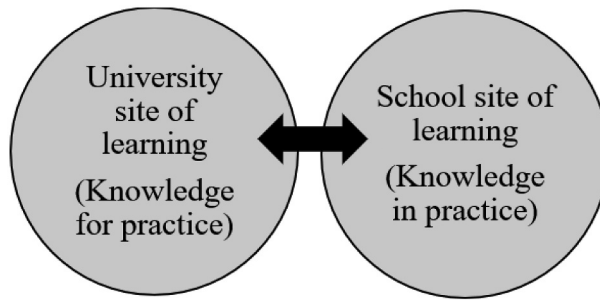 University
site of
learning
(Knowledge
for practice)
School site of
learning
(Knowledge
in practice)